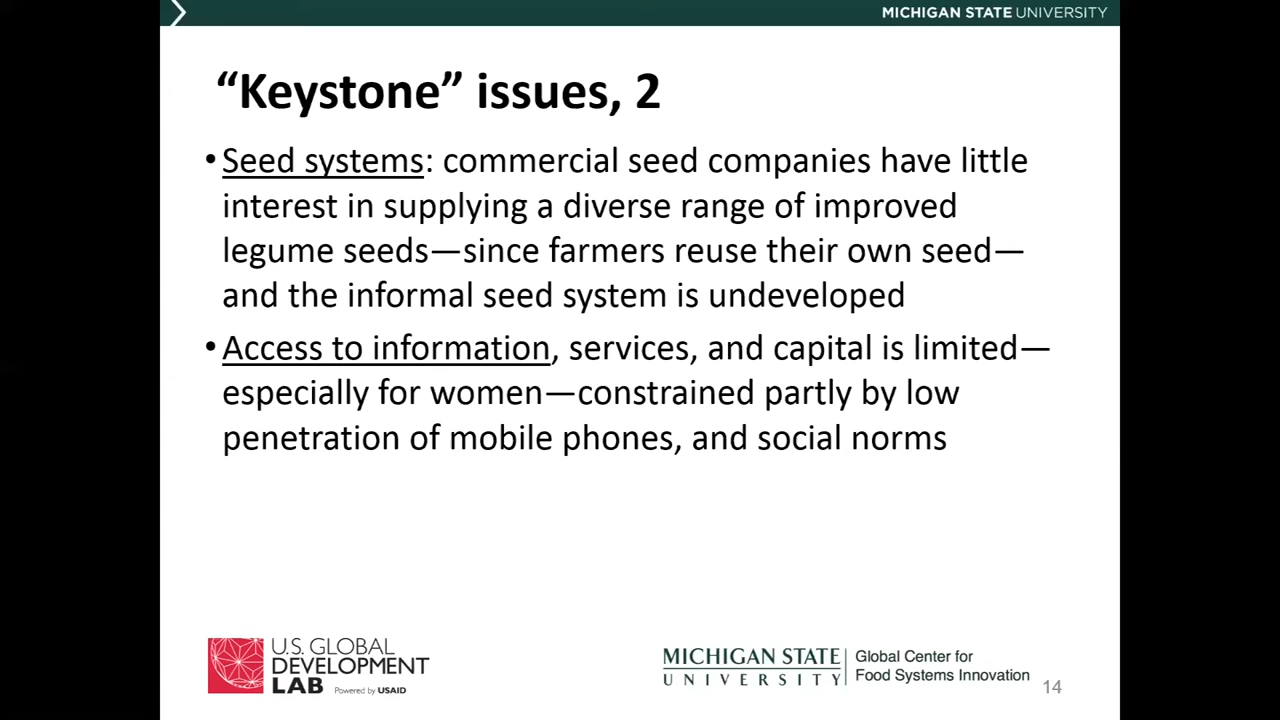 MICHIGAN STATE UNIVERSITY
“Keystone” issues, 2
•Seed systems: commercial seed companies have little
interest in supplying a diverse range of improved
legume seeds—since farmers reuse their own seed—
and the informal seed system is undeveloped
•Access to information, services, and capital is limited—
especially for women—constrained partly by low
penetration of mobile phones, and social norms
U.S. GLOBAL
DEVELOPMENT
LAB Powered by USAID
MICHIGAN STATE
UNIVERSITY
Global Center for
Food Systems Innovation
14